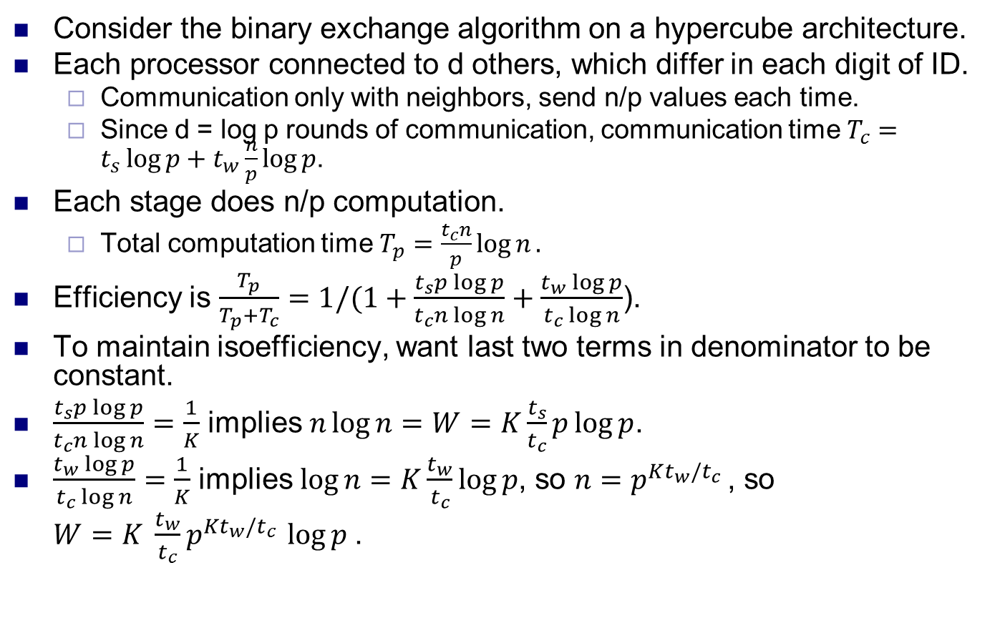 ■ Consider the binary exchange algorithm on a hypercube architecture.
■ Each processor connected to d others, which differ in each digit of ID.
□ Communication only with neighbors, send n/p values each time.
□ Since d = log p rounds of communication, communication time $T_c =$
$t_s \log p + t_w \frac{n}{p} \log p$.
■ Each stage does n/p computation.
□ Total computation time $T_p = \frac{t_c n}{p} \log n$.
■ Efficiency is $\frac{T_p}{T_p + T_c} = 1/(1 + \frac{t_s p \log p}{t_c n \log n} + \frac{t_w \log p}{t_c \log n})$.
■ To maintain isoefficiency, want last two terms in denominator to be
constant.
■ $\frac{t_s p \log p}{t_c n \log n} = \frac{1}{K}$ implies $n \log n = W = K \frac{t_s}{t_c} p \log p$.
■ $\frac{t_w \log p}{t_c \log n} = \frac{1}{K}$ implies $\log n = K \frac{t_w}{t_c} \log p$, so $n = p^{K t_w / t_c}$ , so
$W = K \frac{t_w}{t_c} p^{K t_w / t_c} \log p$ .